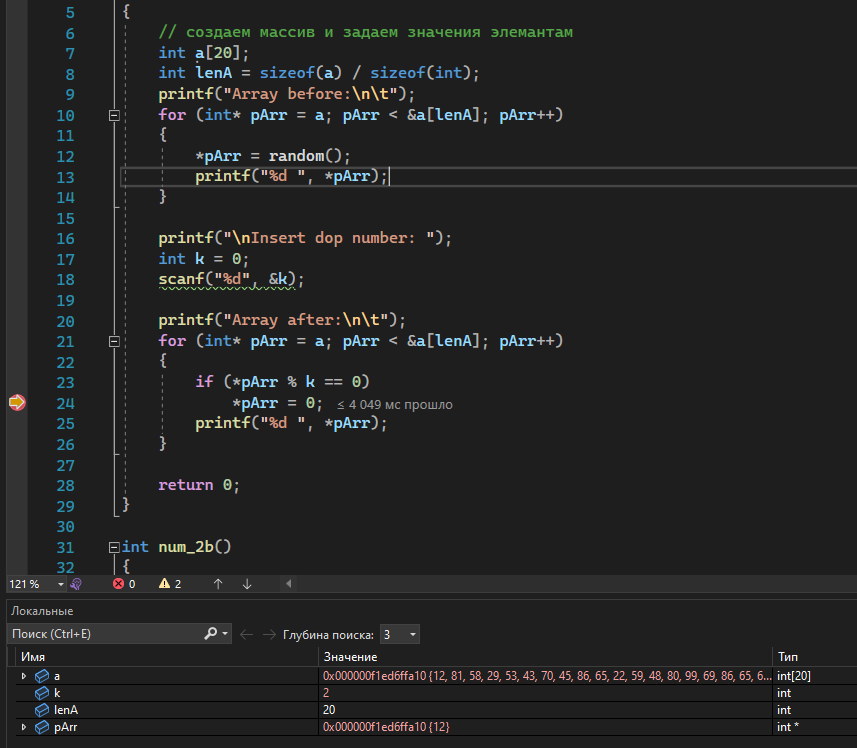 5 {
6 // создаем массив и задаем значения элемантам
7 int a[20];
8 int lenA = sizeof(a) / sizeof(int);
9 printf("Array before:\n\t");
10 for (int* pArr = a; pArr < &a[lenA]; pArr++)
11 {
12 *pArr = random();
13 printf("%d ", *pArr);
14 }
15
16 printf("\nInsert dop number: ");
17 int k = 0;
18 scanf("%d", &k);
19
20 printf("Array after:\n\t");
21 for (int* pArr = a; pArr < &a[lenA]; pArr++)
22 {
23 if (*pArr % k == 0)
24 *pArr = 0; ≤ 4 049 мс прошло
25 printf("%d ", *pArr);
26 }
27
28 return 0;
29 }
30
31 int num_2b()
32 {
121 % 0 2
Локальные
Поиск (Ctrl+E) Глубина поиска: 3
Имя Значение Тип
a 0x000000f1ed6ffa10 {12, 81, 58, 29, 53, 43, 70, 45, 86, 65, 22, 59, 48, 80, 99, 69, 86, 65, 6... int[20]
k 2 int
lenA 20 int
pArr 0x000000f1ed6ffa10 {12} int *